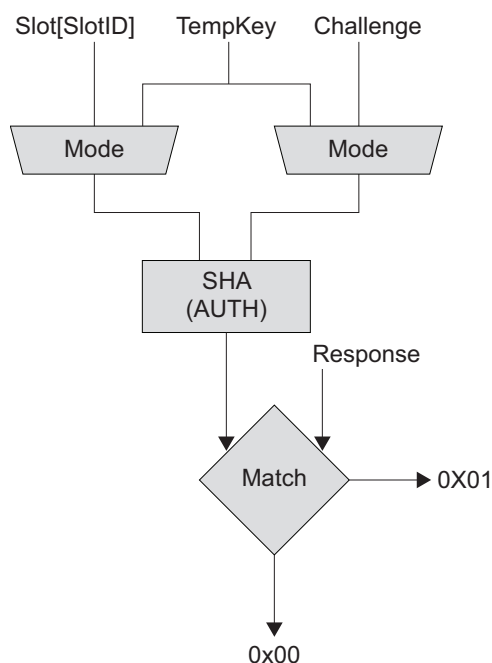 Slot[SlotID] TempKey Challenge
Mode Mode
SHA
(AUTH)
Response
Match
0X01
0x00